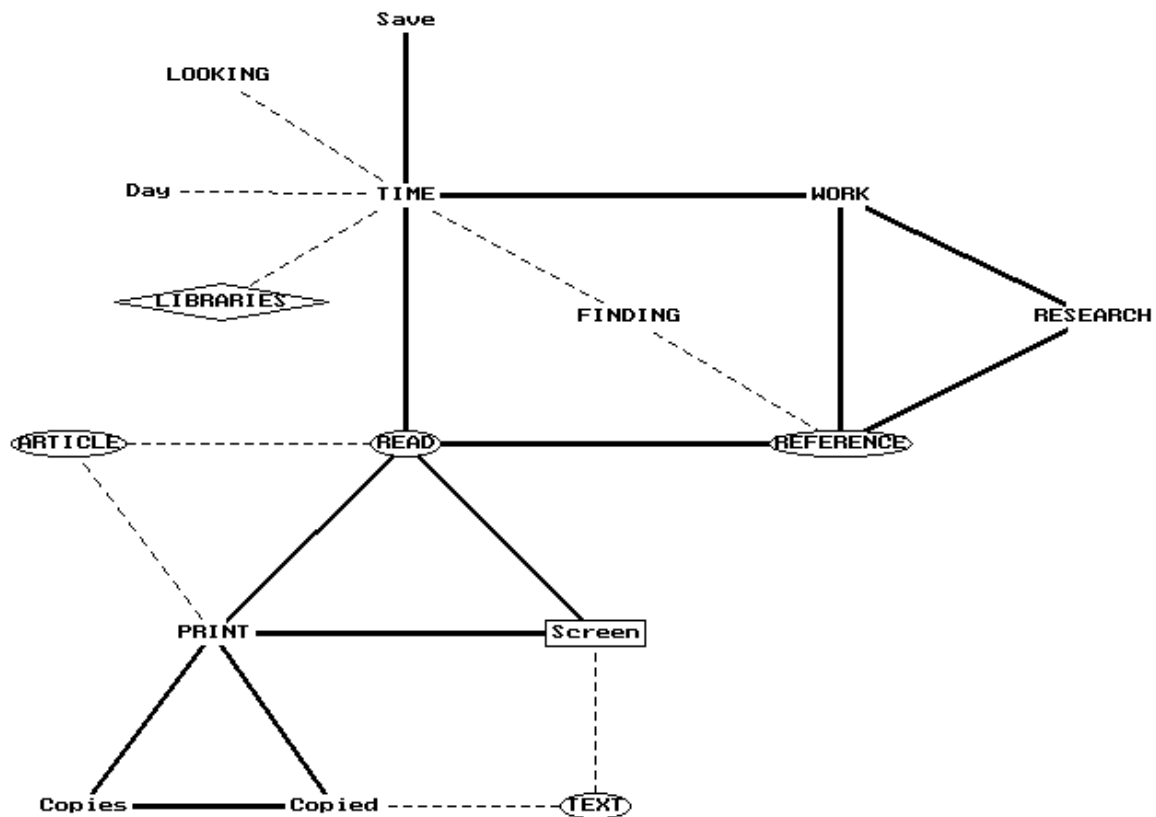 Save
LOOKING
Day
TIME
WORK
LIBRARIES
FINDING
RESEARCH
ARTICLE
READ
REFERENCE
PRINT
Screen
Copies
Copied
TEXT